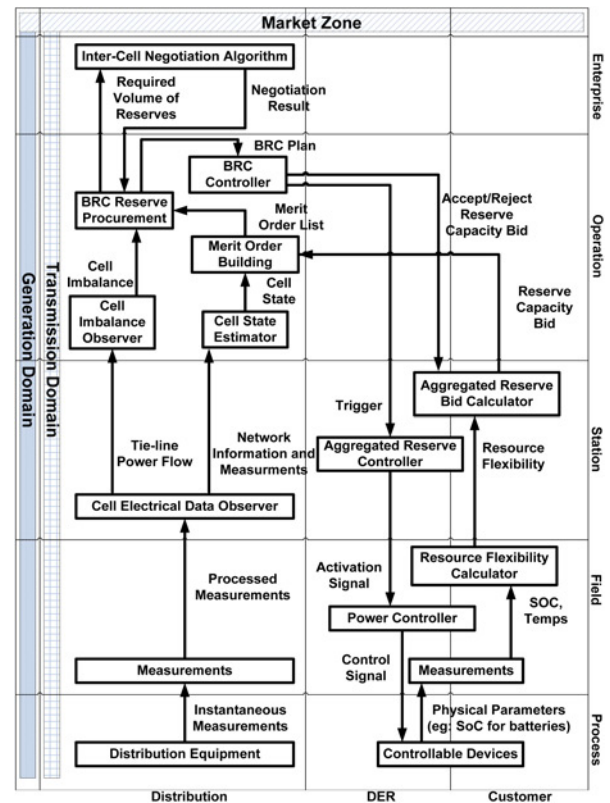 Market Zone
Generation Domain
Transmission Domain
Inter-Cell Negotiation Algorithm
Required
Volume of
Reserves
Negotiation
Result
Enterprise
BRC Plan
BRC
Controller
BRC Reserve
Procurement
Merit
Order List
Accept/Reject
Reserve
Capacity Bid
Merit Order
Building
Cell
Imbalance
Cell
State
Reserve
Capacity
Bid
Cell
Imbalance
Observer
Cell State
Estimator
Operation
Aggregated Reserve
Bid Calculator
Trigger
Tie-line
Power Flow
Network
Information and
Measurments
Aggregated Reserve
Controller
Resource
Flexibility
Cell Electrical Data Observer
Station
Processed
Measurements
Activation
Signal
Resource Flexibility
Calculator
Power Controller
SOC,
Temps
Measurements
Control
Signal
Measurements
Field
Instantaneous
Measurements
Physical Parameters
(eg: SoC for batteries)
Distribution Equipment
Controllable Devices
Process
Distribution
DER
Customer